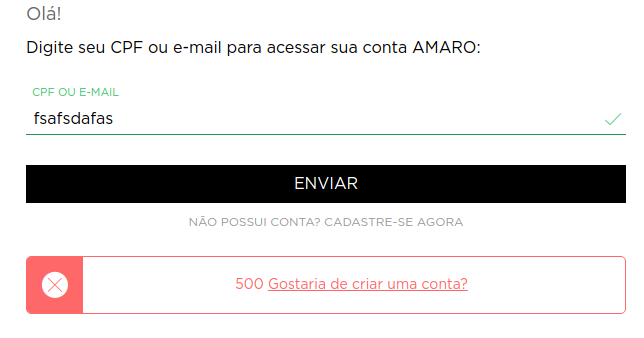 Olá!
Digite seu CPF ou e-mail para acessar sua conta AMARO:
CPF OU E-MAIL
fsafsdafas
ENVIAR
NÃO POSSUI CONTA? CADASTRE-SE AGORA
500 Gostaria de criar uma conta?